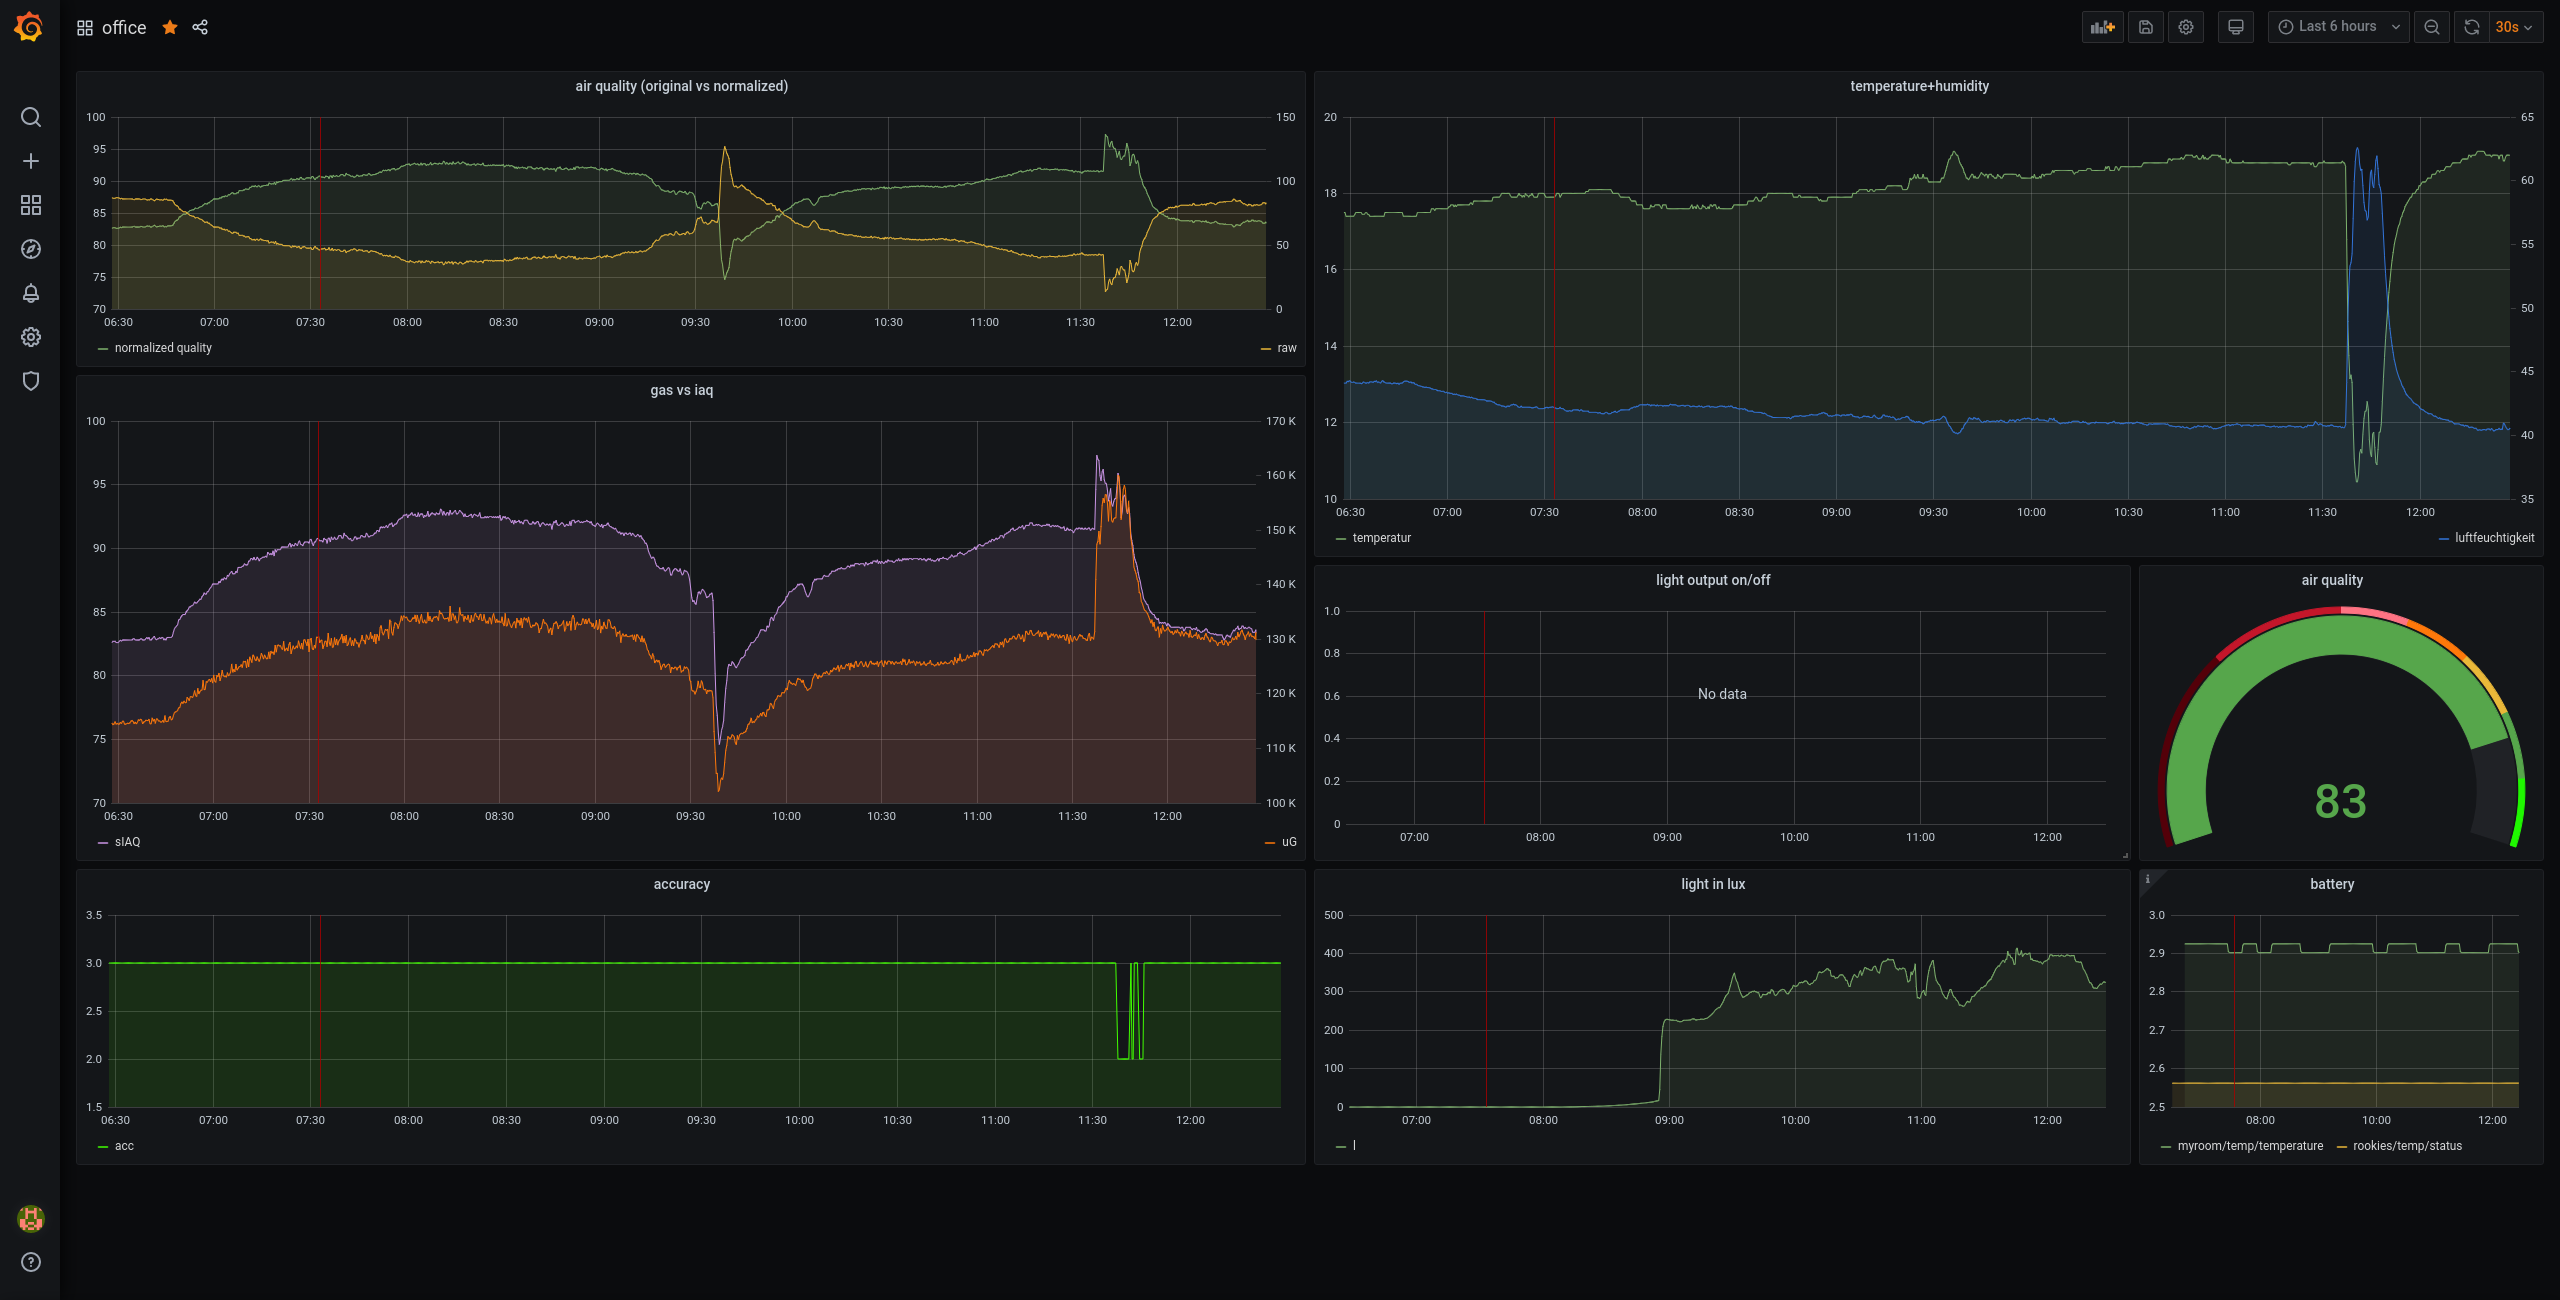 office
Last 6 hours
30s
air quality (original vs normalized)
100
95
90
85
80
75
70
150
100
50
0
06:30 07:00 07:30 08:00 08:30 09:00 09:30 10:00 10:30 11:00 11:30 12:00
normalized quality raw
temperature+humidity
20
18
16
14
12
10
65
60
55
50
45
40
35
06:30 07:00 07:30 08:00 08:30 09:00 09:30 10:00 10:30 11:00 11:30 12:00
temperatur luftfeuchtigkeit
gas vs iaq
100
95
90
85
80
75
70
170 K
160 K
150 K
140 K
130 K
120 K
110 K
100 K
06:30 07:00 07:30 08:00 08:30 09:00 09:30 10:00 10:30 11:00 11:30 12:00
sIAQ uG
light output on/off
1.0
0.8
0.6
0.4
0.2
0
No data
07:00 08:00 09:00 10:00 11:00 12:00
air quality
83
accuracy
3.5
3.0
2.5
2.0
1.5
06:30 07:00 07:30 08:00 08:30 09:00 09:30 10:00 10:30 11:00 11:30 12:00
acc
light in lux
500
400
300
200
100
0
07:00 08:00 09:00 10:00 11:00 12:00
l
i
battery
3.0
2.9
2.8
2.7
2.6
2.5
08:00 10:00 12:00
myroom/temp/temperature rookies/temp/status